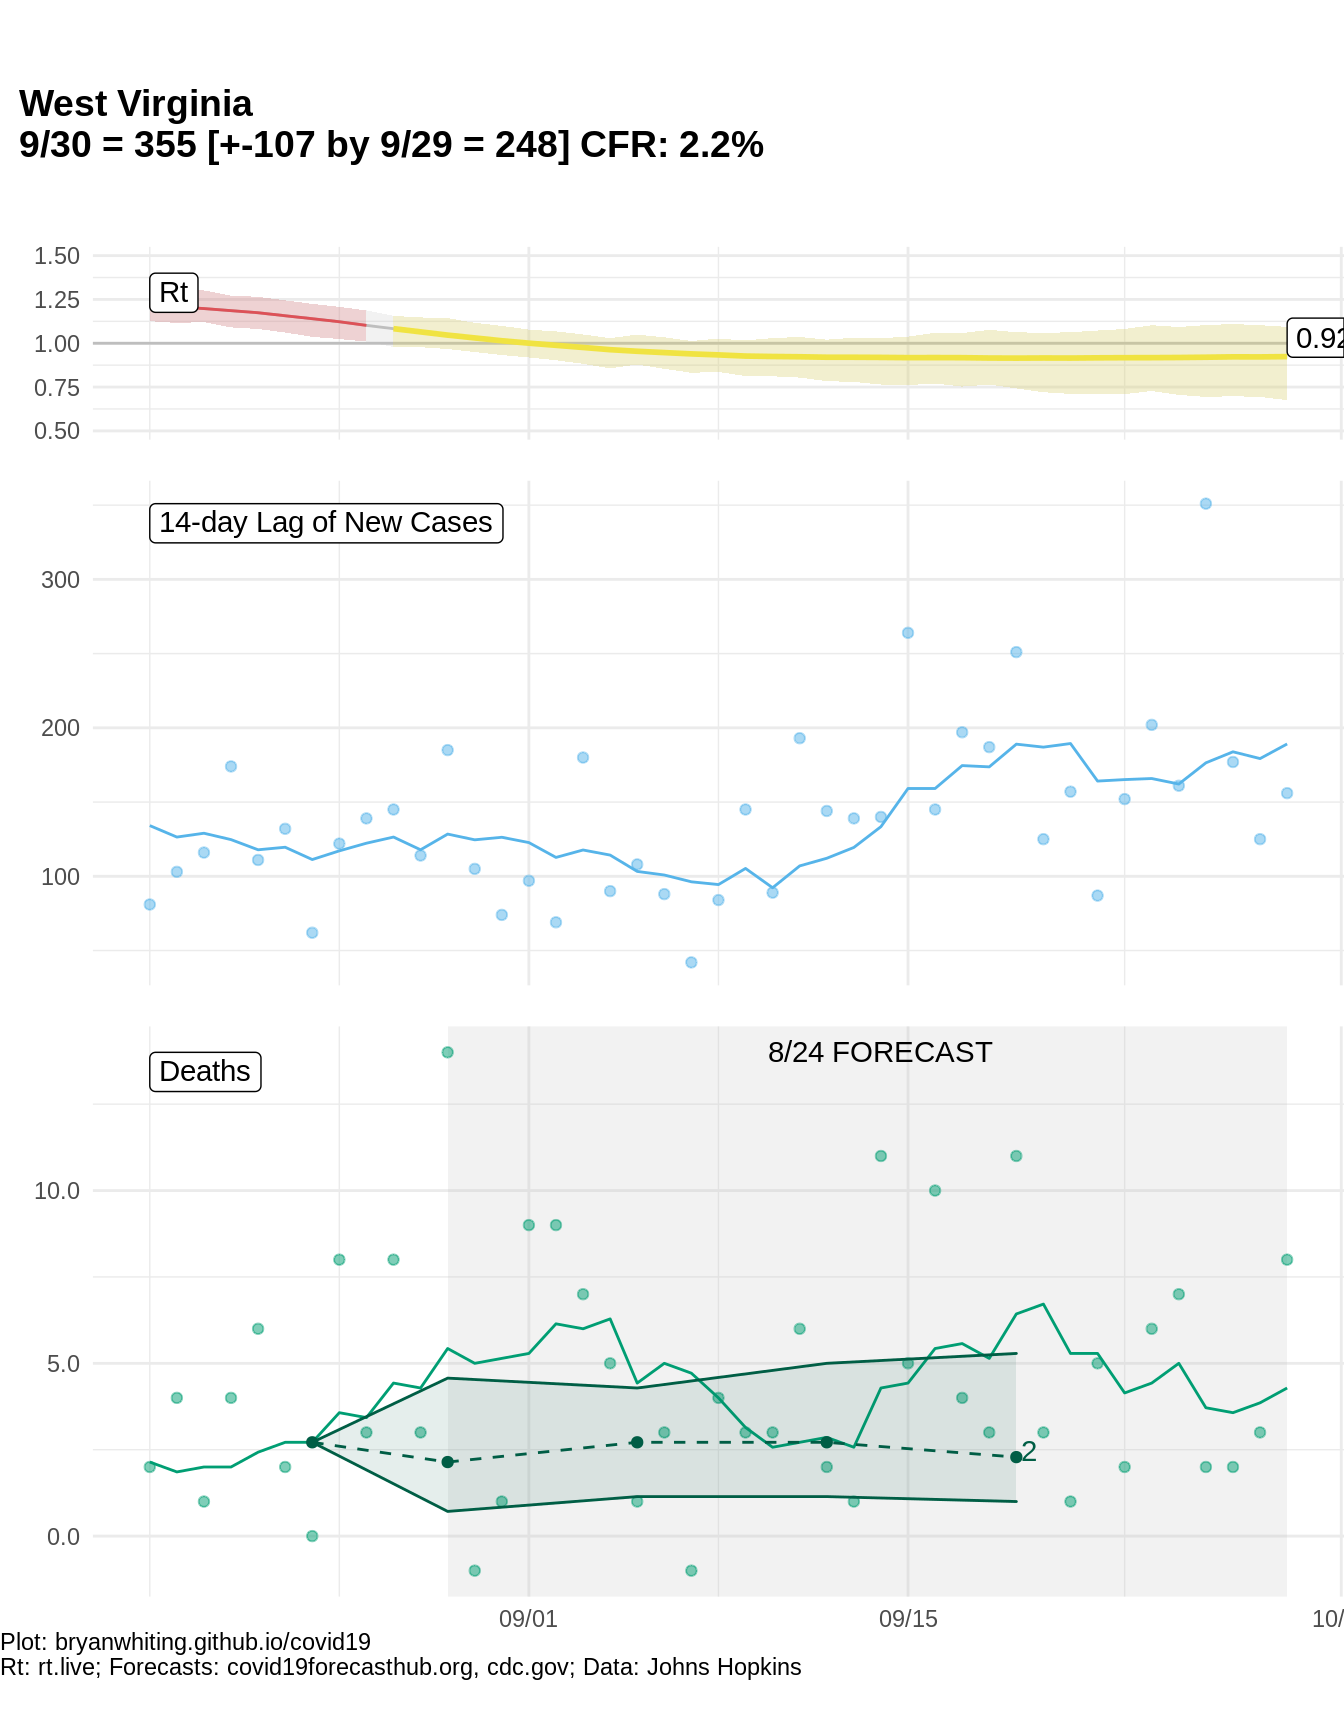 West Virginia
9/30 = 355 [+-107 by 9/29 = 248] CFR: 2.2%
1.50
1.25
1.00
0.75
0.50
Rt
0.92
14-day Lag of New Cases
300
200
100
Deaths
8/24 FORECAST
10.0
5.0
0.0
2
09/01
09/15
10/
Plot: bryanwhiting.github.io/covid19
Rt: rt.live; Forecasts: covid19forecasthub.org, cdc.gov; Data: Johns Hopkins